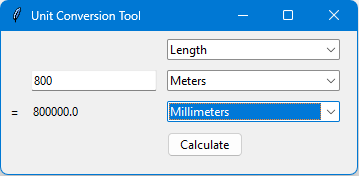 Unit Conversion Tool
Length
800 Meters
= 800000.0 Millimeters
Calculate